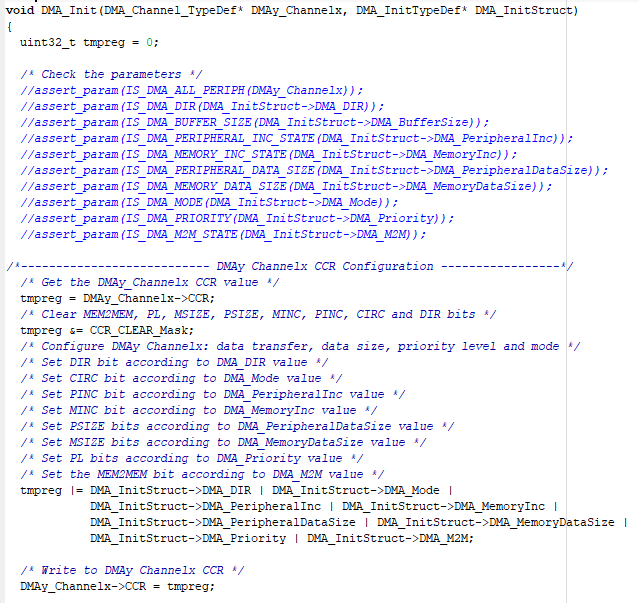 void DMA_Init(DMA_Channel_TypeDef* DMAy_Channelx, DMA_InitTypeDef* DMA_InitStruct)
{
  uint32_t tmpreg = 0;

  /* Check the parameters */
  //assert_param(IS_DMA_ALL_PERIPH(DMAy_Channelx));
  //assert_param(IS_DMA_DIR(DMA_InitStruct->DMA_DIR));
  //assert_param(IS_DMA_BUFFER_SIZE(DMA_InitStruct->DMA_BufferSize));
  //assert_param(IS_DMA_PERIPHERAL_INC_STATE(DMA_InitStruct->DMA_PeripheralInc));
  //assert_param(IS_DMA_MEMORY_INC_STATE(DMA_InitStruct->DMA_MemoryInc));
  //assert_param(IS_DMA_PERIPHERAL_DATA_SIZE(DMA_InitStruct->DMA_PeripheralDataSize));
  //assert_param(IS_DMA_MEMORY_DATA_SIZE(DMA_InitStruct->DMA_MemoryDataSize));
  //assert_param(IS_DMA_MODE(DMA_InitStruct->DMA_Mode));
  //assert_param(IS_DMA_PRIORITY(DMA_InitStruct->DMA_Priority));
  //assert_param(IS_DMA_M2M_STATE(DMA_InitStruct->DMA_M2M));

/*--------------------------- DMAy Channelx CCR Configuration -----------------*/
  /* Get the DMAy_Channelx CCR value */
  tmpreg = DMAy_Channelx->CCR;
  /* Clear MEM2MEM, PL, MSIZE, PSIZE, MINC, PINC, CIRC and DIR bits */
  tmpreg &= CCR_CLEAR_Mask;
  /* Configure DMAy Channelx: data transfer, data size, priority level and mode */
  /* Set DIR bit according to DMA_DIR value */
  /* Set CIRC bit according to DMA_Mode value */
  /* Set PINC bit according to DMA_PeripheralInc value */
  /* Set MINC bit according to DMA_MemoryInc value */
  /* Set PSIZE bits according to DMA_PeripheralDataSize value */
  /* Set MSIZE bits according to DMA_MemoryDataSize value */
  /* Set PL bits according to DMA_Priority value */
  /* Set the MEM2MEM bit according to DMA_M2M value */
  tmpreg |= DMA_InitStruct->DMA_DIR | DMA_InitStruct->DMA_Mode |
            DMA_InitStruct->DMA_PeripheralInc | DMA_InitStruct->DMA_MemoryInc |
            DMA_InitStruct->DMA_PeripheralDataSize | DMA_InitStruct->DMA_MemoryDataSize |
            DMA_InitStruct->DMA_Priority | DMA_InitStruct->DMA_M2M;

  /* Write to DMAy Channelx CCR */
  DMAy_Channelx->CCR = tmpreg;